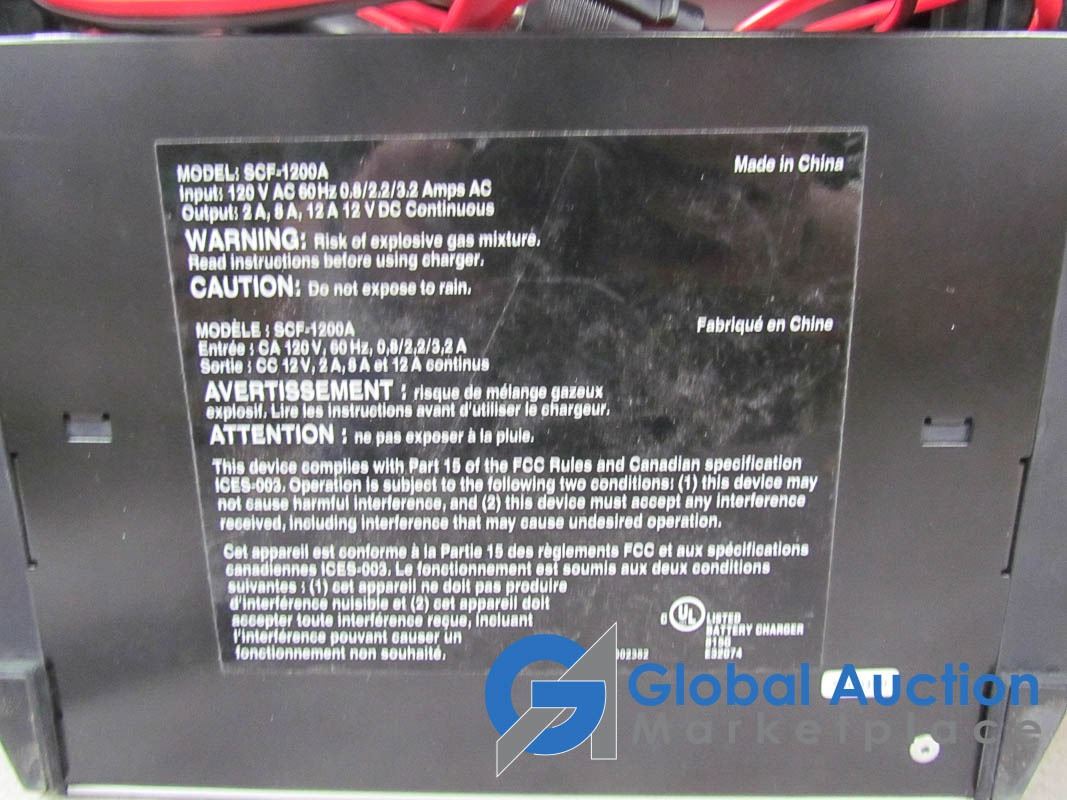 MODEL: SCF-1200A
Made in China
Input: 120 V AC 60 Hz 0.8/2.2/3.2 Amps AC
Output: 2 A, 8 A, 12 A 12 V DC Continuous
WARNING: Risk of explosive gas mixture.
Read instructions before using charger.
CAUTION: Do not expose to rain.
MODÈLE : SCF-1200A
Fabriqué en Chine
Entrée : CA 120 V, 60 Hz, 0,8/2,2/3,2 A
Sortie : CC 12 V, 2 A, 8 A et 12 A continus
AVERTISSEMENT : risque de mélange gazeux
explosif. Lire les instructions avant d'utiliser le chargeur.
ATTENTION : ne pas exposer à la pluie.
This device complies with Part 15 of the FCC Rules and Canadian specification
ICES-003. Operation is subject to the following two conditions: (1) this device may
not cause harmful interference, and (2) this device must accept any interference
received, including interference that may cause undesired operation.
Cet appareil est conforme à la Partie 15 des règlements FCC et aux spécifications
canadiennes ICES-003. Le fonctionnement est soumis aux deux conditions
suivantes : (1) cet appareil ne doit pas produire
d'interférence nuisible et (2) cet appareil doit
accepter toute interférence reçue, incluant
l'interférence pouvant causer un
fonctionnement non souhaité.
C UL LISTED
BATTERY CHARGER
E32074
002382
GA Global Auction
Marketplace